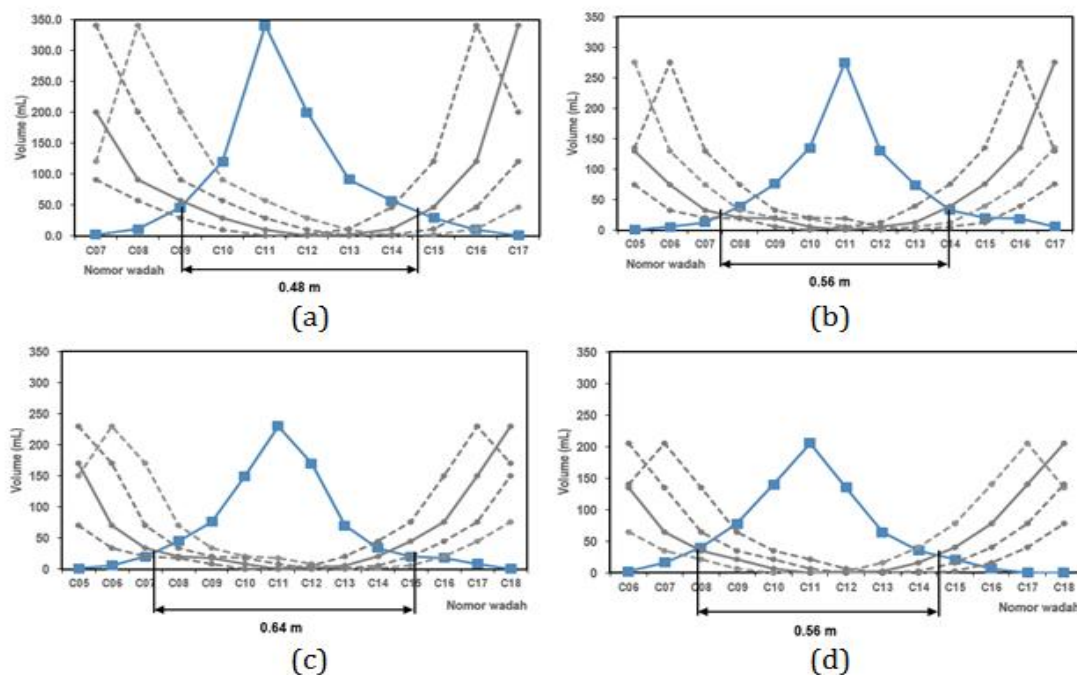 350.0
300.0
250.0
200.0
150.0
100.0
50.0
0.0
Volume (mL)
C07 C08 C09 C10 C11 C12 C13 C14 C15 C16 C17
Nomor wadah
0.48 m
(a)
350
300
250
200
150
100
50
0
Volume (mL)
C05 C06 C07 C08 C09 C10 C11 C12 C13 C14 C15 C16 C17
Nomor wadah
0.56 m
(b)
350
300
250
200
150
100
50
0
Volume (mL)
C05 C06 C07 C08 C09 C10 C11 C12 C13 C14 C15 C16 C17 C18
Nomor wadah
0.64 m
(c)
350
300
250
200
150
100
50
0
Volume (mL)
C06 C07 C08 C09 C10 C11 C12 C13 C14 C15 C16 C17 C18
Nomor wadah
0.56 m
(d)